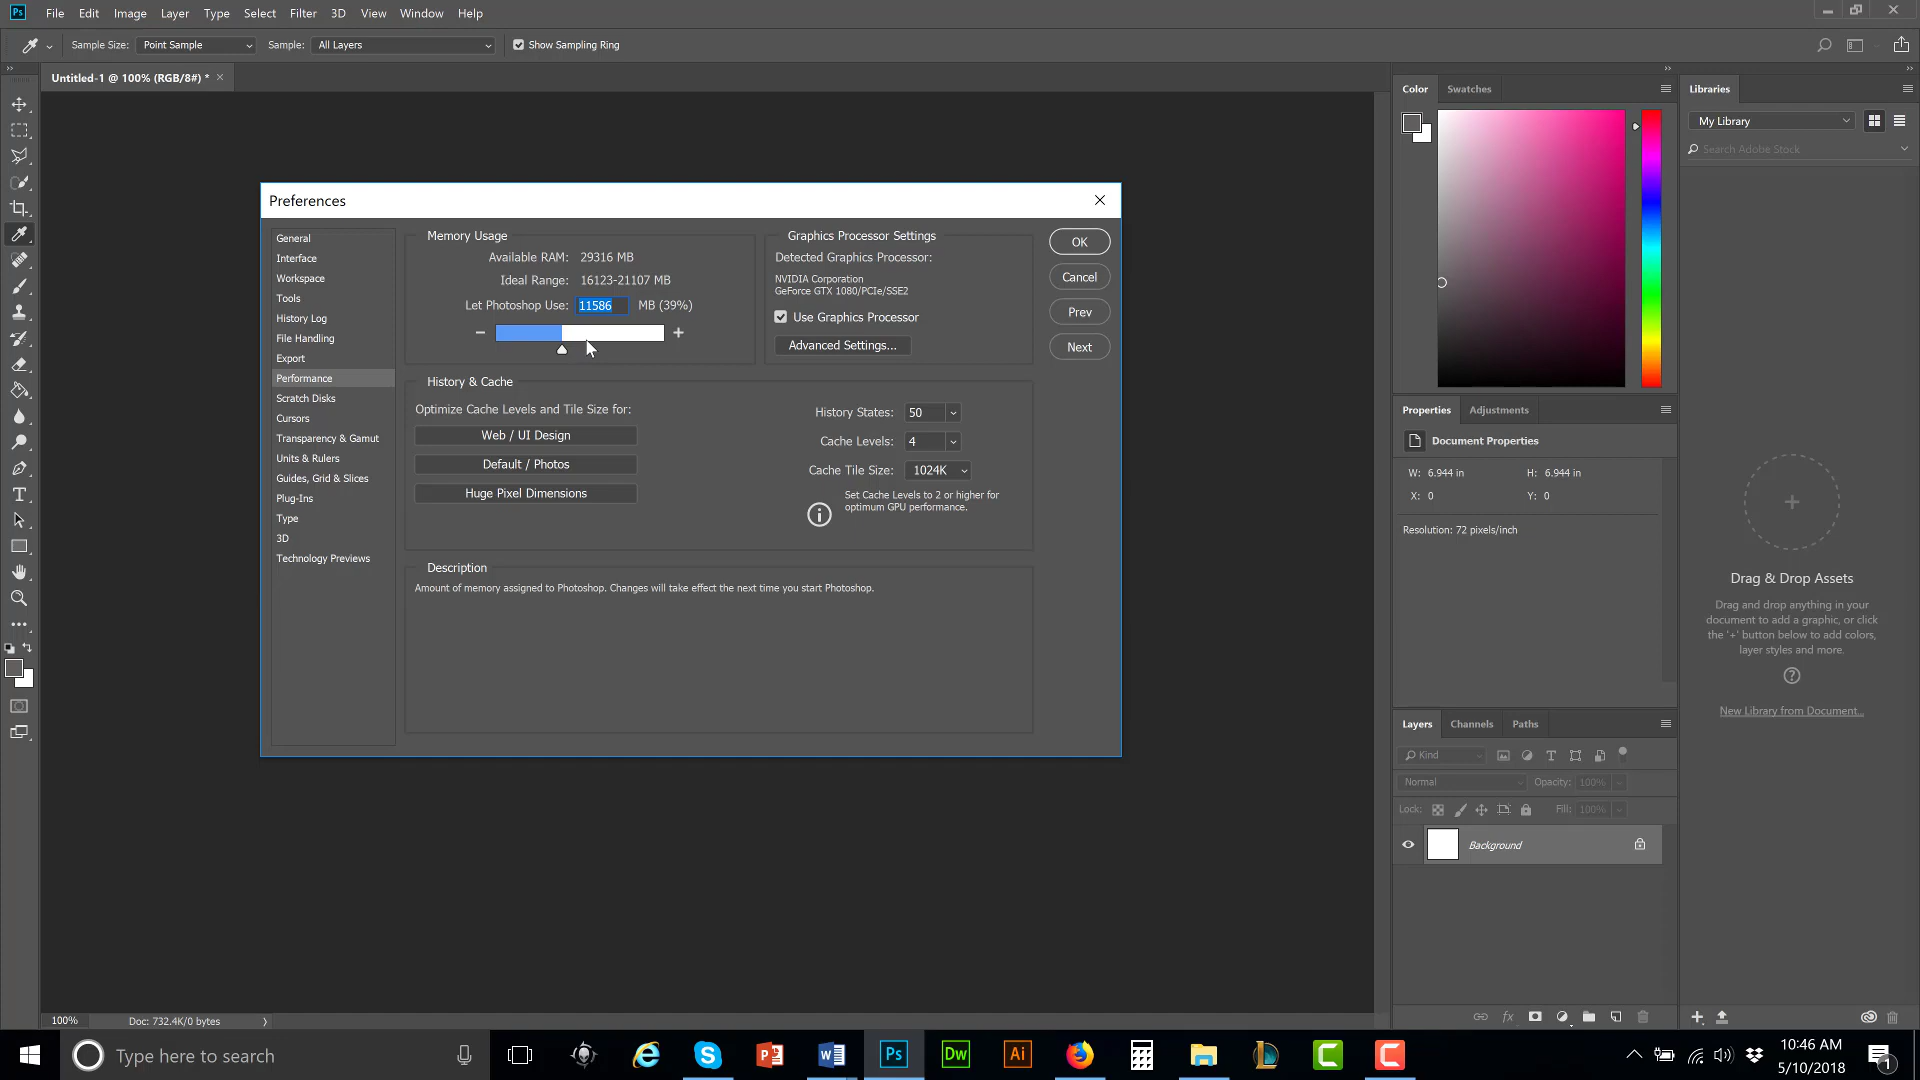 Ps File Edit Image Layer Type Select Filter 3D View Window Help
Sample Size: Point Sample Sample: All Layers Show Sampling Ring
Untitled-1 @ 100% (RGB/8#) * ×
Preferences
General
Interface
Workspace
Tools
History Log
File Handling
Export
Performance
Scratch Disks
Cursors
Transparency & Gamut
Units & Rulers
Guides, Grid & Slices
Plug-Ins
Type
3D
Technology Previews
Memory Usage
Available RAM: 29316 MB
Ideal Range: 16123-21107 MB
Let Photoshop Use: 11586 MB (39%)
Graphics Processor Settings
Detected Graphics Processor:
NVIDIA Corporation
GeForce GTX 1080/PCIe/SSE2
Use Graphics Processor
Advanced Settings...
OK
Cancel
Prev
Next
History & Cache
Optimize Cache Levels and Tile Size for:
Web / UI Design
Default / Photos
Huge Pixel Dimensions
History States: 50
Cache Levels: 4
Cache Tile Size: 1024K
Set Cache Levels to 2 or higher for
optimum GPU performance.
Description
Amount of memory assigned to Photoshop. Changes will take effect the next time you start Photoshop.
Color Swatches
Properties Adjustments
Document Properties
W: 6.944 in H: 6.944 in
X: 0 Y: 0
Resolution: 72 pixels/inch
Layers Channels Paths
Kind
Normal Opacity: 100%
Lock: Fill: 100%
Background
fx
Libraries
My Library
Search Adobe Stock
Drag & Drop Assets
Drag and drop anything in your
document to add a graphic, or click
the '+' button below to add colors,
layer styles and more.
New Library from Document...
100% Doc: 732.4K/0 bytes
Type here to search
Ps Dw Ai
10:46 AM
5/10/2018
1